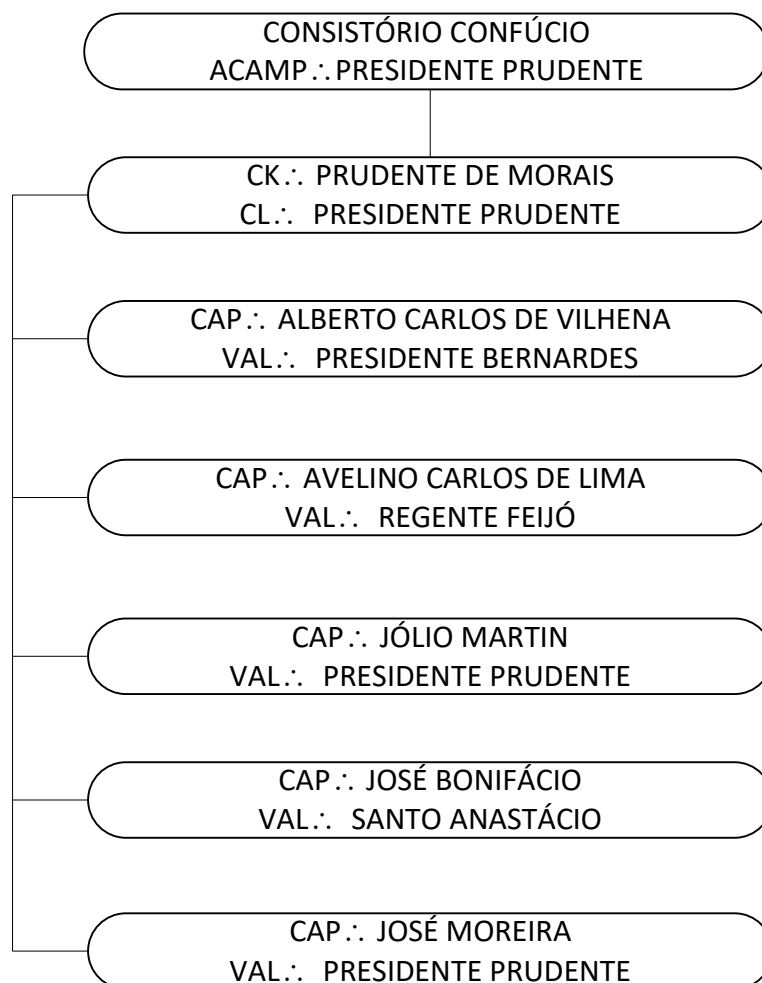 CONSISTÓRIO CONFÚCIO
ACAMP∴ PRESIDENTE PRUDENTE
CK∴ PRUDENTE DE MORAIS
CL∴ PRESIDENTE PRUDENTE
CAP∴ ALBERTO CARLOS DE VILHENA
VAL∴ PRESIDENTE BERNARDES
CAP∴ AVELINO CARLOS DE LIMA
VAL∴ REGENTE FEIJÓ
CAP∴ JÓLIO MARTIN
VAL∴ PRESIDENTE PRUDENTE
CAP∴ JOSÉ BONIFÁCIO
VAL∴ SANTO ANASTÁCIO
CAP∴ JOSÉ MOREIRA
VAL∴ PRESIDENTE PRUDENTE